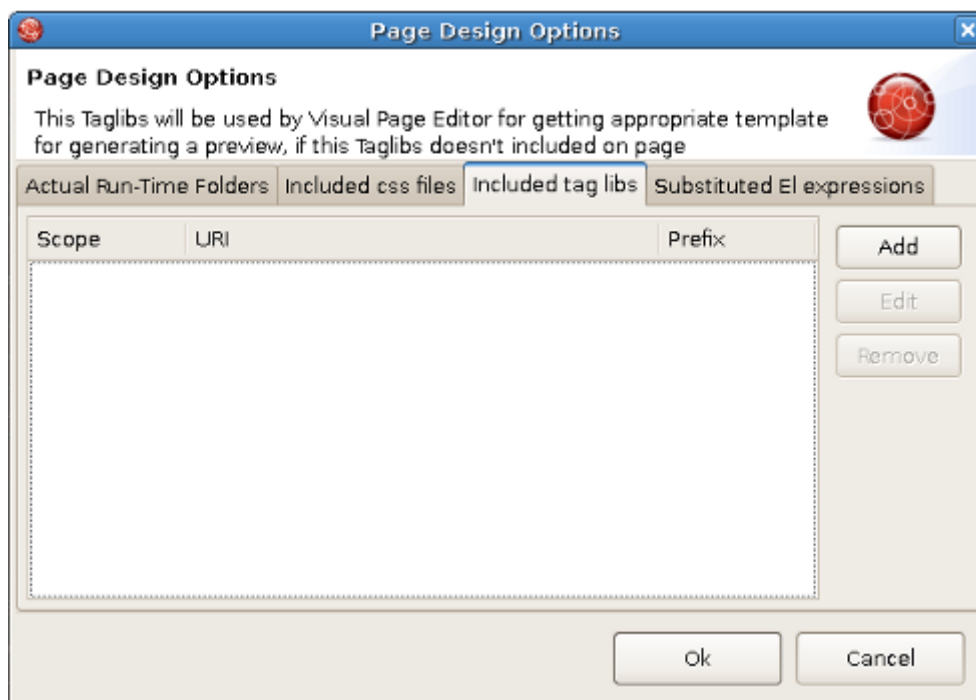 Page Design Options
Page Design Options
This Taglibs will be used by Visual Page Editor for getting appropriate template
for generating a preview, if this Taglibs doesn't included on page
Actual Run-Time Folders Included css files Included tag libs Substituted El expressions
Scope URI Prefix
Add
Edit
Remove
Ok Cancel